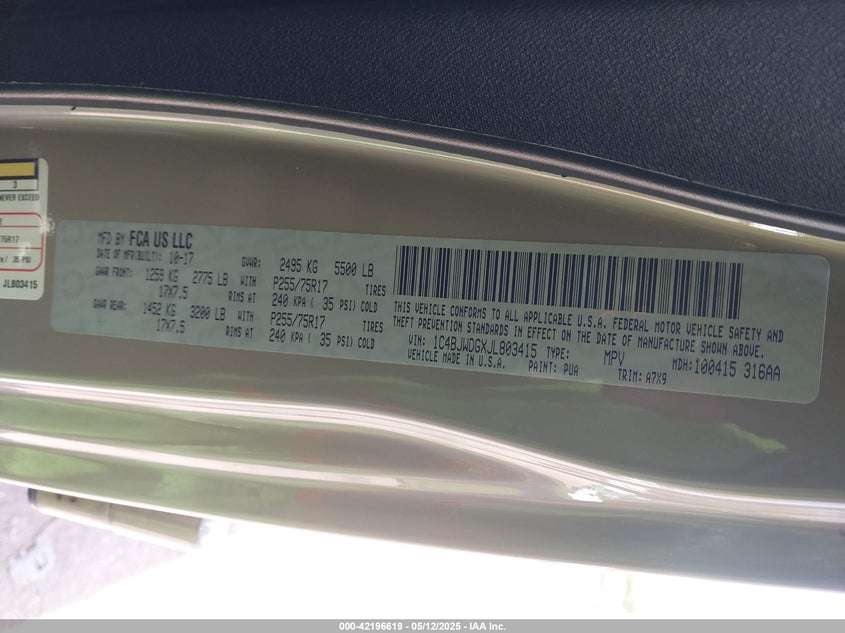 3
NEVER EXCEED
E
75R17
/ 35 PSI
JL803415
MFD BY FCA US LLC
DATE OF MFR(BUILT): 10-17 GVWR: 2495 KG 5500 LB
GAWR FRONT: 1259 KG 2775 LB WITH P255/75R17 TIRES
17X7.5 RIMS AT 240 KPA ( 35 PSI) COLD
GAWR REAR: 1452 KG 3200 LB WITH P255/75R17 TIRES
17X7.5 RIMS AT 240 KPA ( 35 PSI) COLD
THIS VEHICLE CONFORMS TO ALL APPLICABLE U.S.A. FEDERAL MOTOR VEHICLE SAFETY AND
THEFT PREVENTION STANDARDS IN EFFECT ON THE DATE OF MANUFACTURE SHOWN ABOVE.
VIN: 1C4BJWDGXJL803415 TYPE: MPV MDH:100415 316AA
VEHICLE MADE IN U.S.A. PAINT: PUA TRIM: A7X9
000-42196619 - 05/12/2025 - IAA Inc.